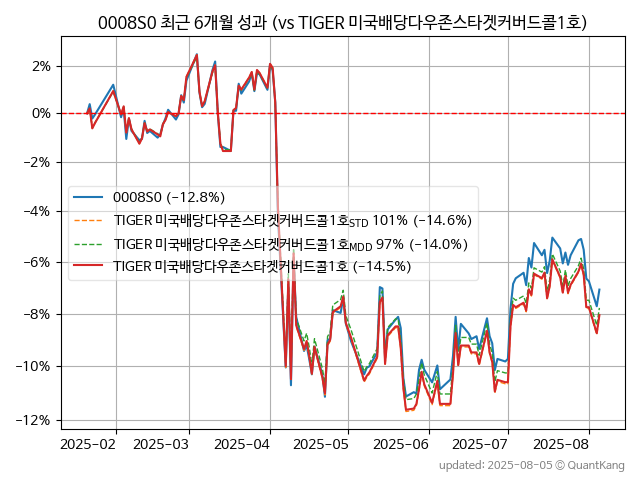 0008S0 최근 6개월 성과 (vs TIGER 미국배당다우존스타겟커버드콜1호)
2%
0%
−2%
−4%
−6%
−8%
−10%
−12%
0008S0 (−12.8%)
TIGER 미국배당다우존스타겟커버드콜1호STD 101% (−14.6%)
TIGER 미국배당다우존스타겟커버드콜1호MDD 97% (−14.0%)
TIGER 미국배당다우존스타겟커버드콜1호 (−14.5%)
2025-02 2025-03 2025-04 2025-05 2025-06 2025-07 2025-08
updated: 2025-08-05 © QuantKang